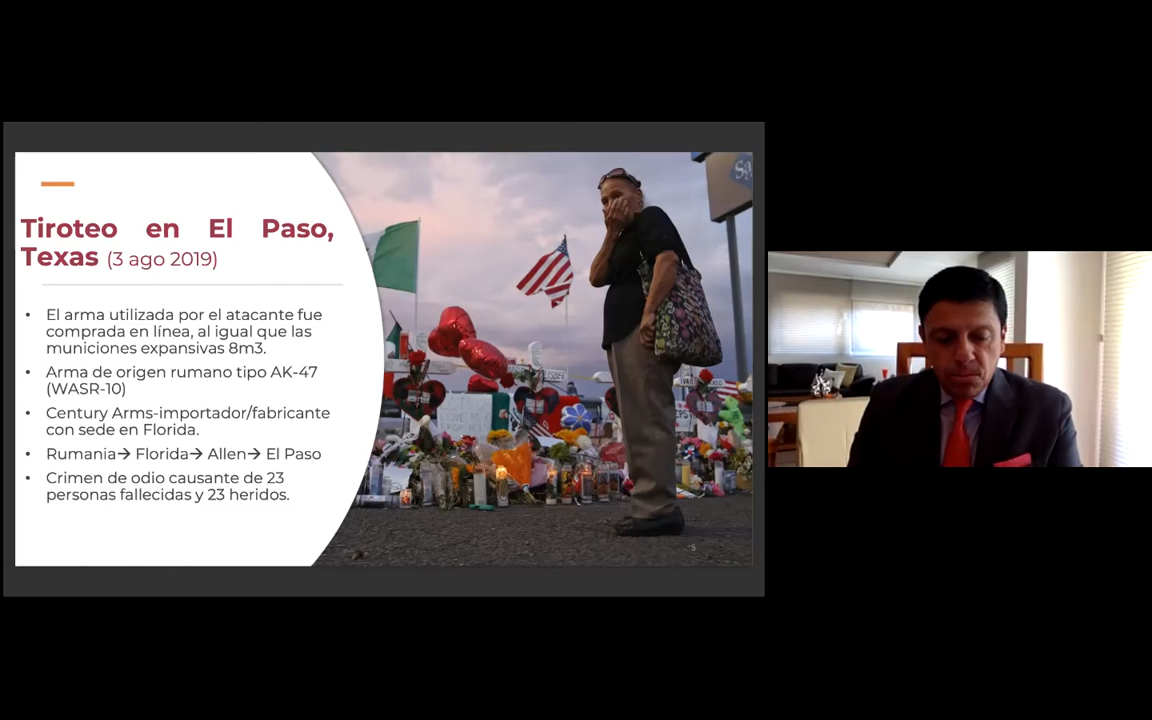 Tiroteo en El Paso,
Texas (3 ago 2019)
• El arma utilizada por el atacante fue
comprada en línea, al igual que las
municiones expansivas 8m3.
• Arma de origen rumano tipo AK-47
(WASR-10)
• Century Arms-importador/fabricante
con sede en Florida.
• Rumania→ Florida→ Allen→ El Paso
• Crimen de odio causante de 23
personas fallecidas y 23 heridos.
5